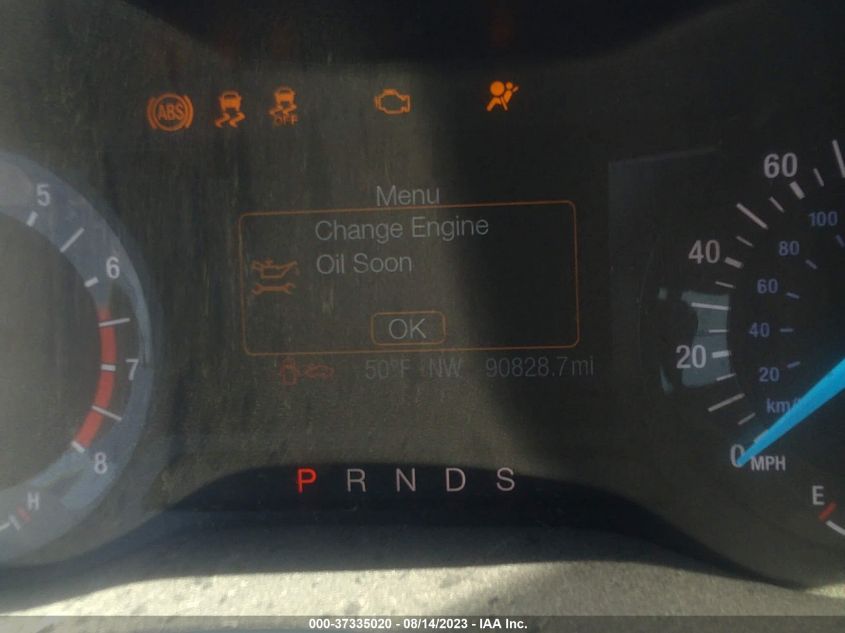 ABS
OFF
Menu
Change Engine
Oil Soon
OK
50°F NW 90828.7mi
P R N D S
5
6
7
8
H
60
40
20
0
MPH
100
80
60
40
20
km/
E
000-37335020 - 08/14/2023 - IAA Inc.